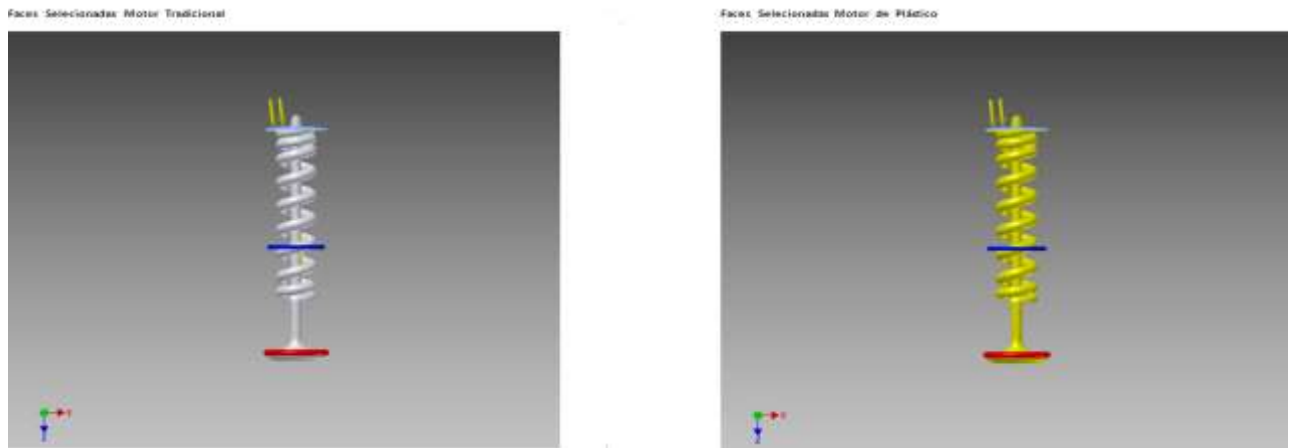 Faces Selecionadas Motor Tradicional
Faces Selecionadas Motor de Plástico